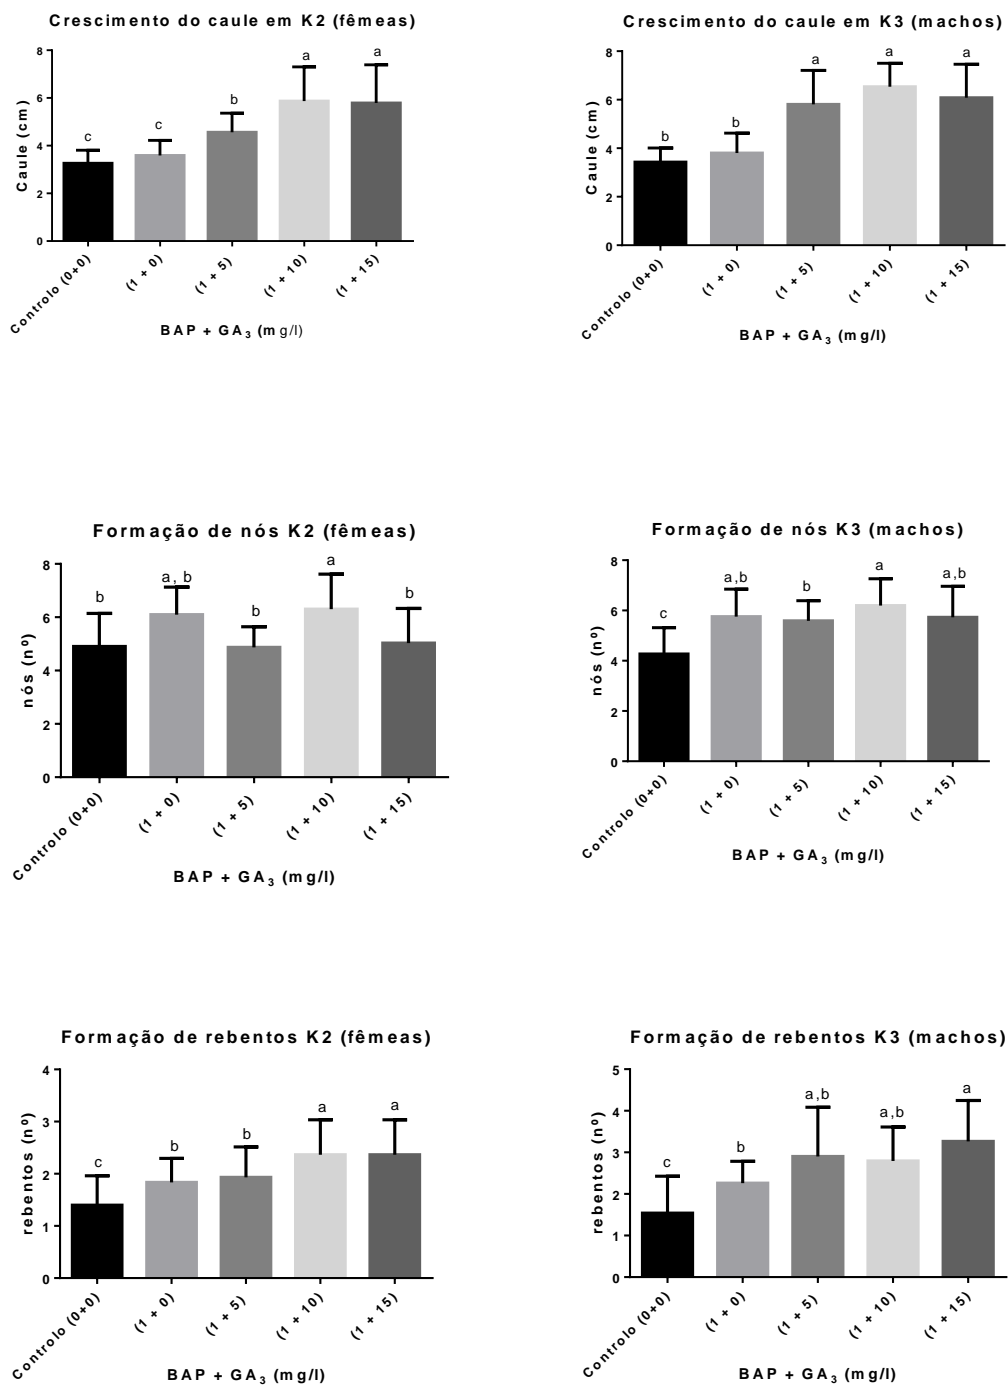 Crescimento do caule em K2 (fêmeas)
Caule (cm)
8
6
4
2
0
c
c
b
a
a
Controlo (0+0)
(1 + 0)
(1 + 5)
(1 + 10)
(1 + 15)
BAP + GA₃ (mg/l)
Crescimento do caule em K3 (machos)
Caule (cm)
8
6
4
2
0
b
b
a
a
a
Controlo (0+0)
(1 + 0)
(1 + 5)
(1 + 10)
(1 + 15)
BAP + GA₃ (mg/l)
Formação de nós K2 (fêmeas)
nós (nº)
8
6
4
2
0
b
a, b
b
a
b
Controlo (0+0)
(1 + 0)
(1 + 5)
(1 + 10)
(1 + 15)
BAP + GA₃ (mg/l)
Formação de nós K3 (machos)
nós (nº)
8
6
4
2
0
c
a,b
b
a
a,b
Controlo (0+0)
(1 + 0)
(1 + 5)
(1 + 10)
(1 + 15)
BAP + GA₃ (mg/l)
Formação de rebentos K2 (fêmeas)
rebentos (nº)
4
3
2
1
0
c
b
b
a
a
Controlo (0+0)
(1 + 0)
(1 + 5)
(1 + 10)
(1 + 15)
BAP + GA₃ (mg/l)
Formação de rebentos K3 (machos)
rebentos (nº)
5
4
3
2
1
0
c
b
a,b
a,b
a
Controlo (0+0)
(1 + 0)
(1 + 5)
(1 + 10)
(1 + 15)
BAP + GA₃ (mg/l)